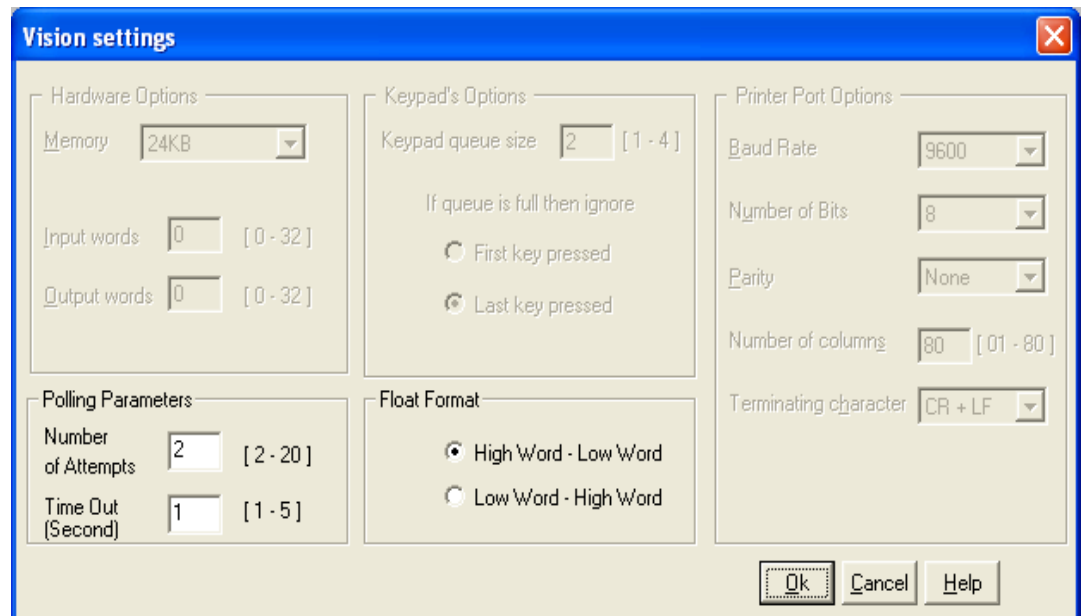 Vision settings
Hardware Options
Memory 24KB
Input words 0 [ 0 - 32 ]
Output words 0 [ 0 - 32 ]
Keypad's Options
Keypad queue size 2 [ 1 - 4 ]
If queue is full then ignore
First key pressed
Last key pressed
Printer Port Options
Baud Rate 9600
Number of Bits 8
Parity None
Number of columns 80 [ 01 - 80 ]
Terminating character CR + LF
Polling Parameters
Number
of Attempts 2 [ 2 - 20 ]
Time Out
(Second) 1 [ 1 - 5 ]
Float Format
High Word - Low Word
Low Word - High Word
Ok Cancel Help